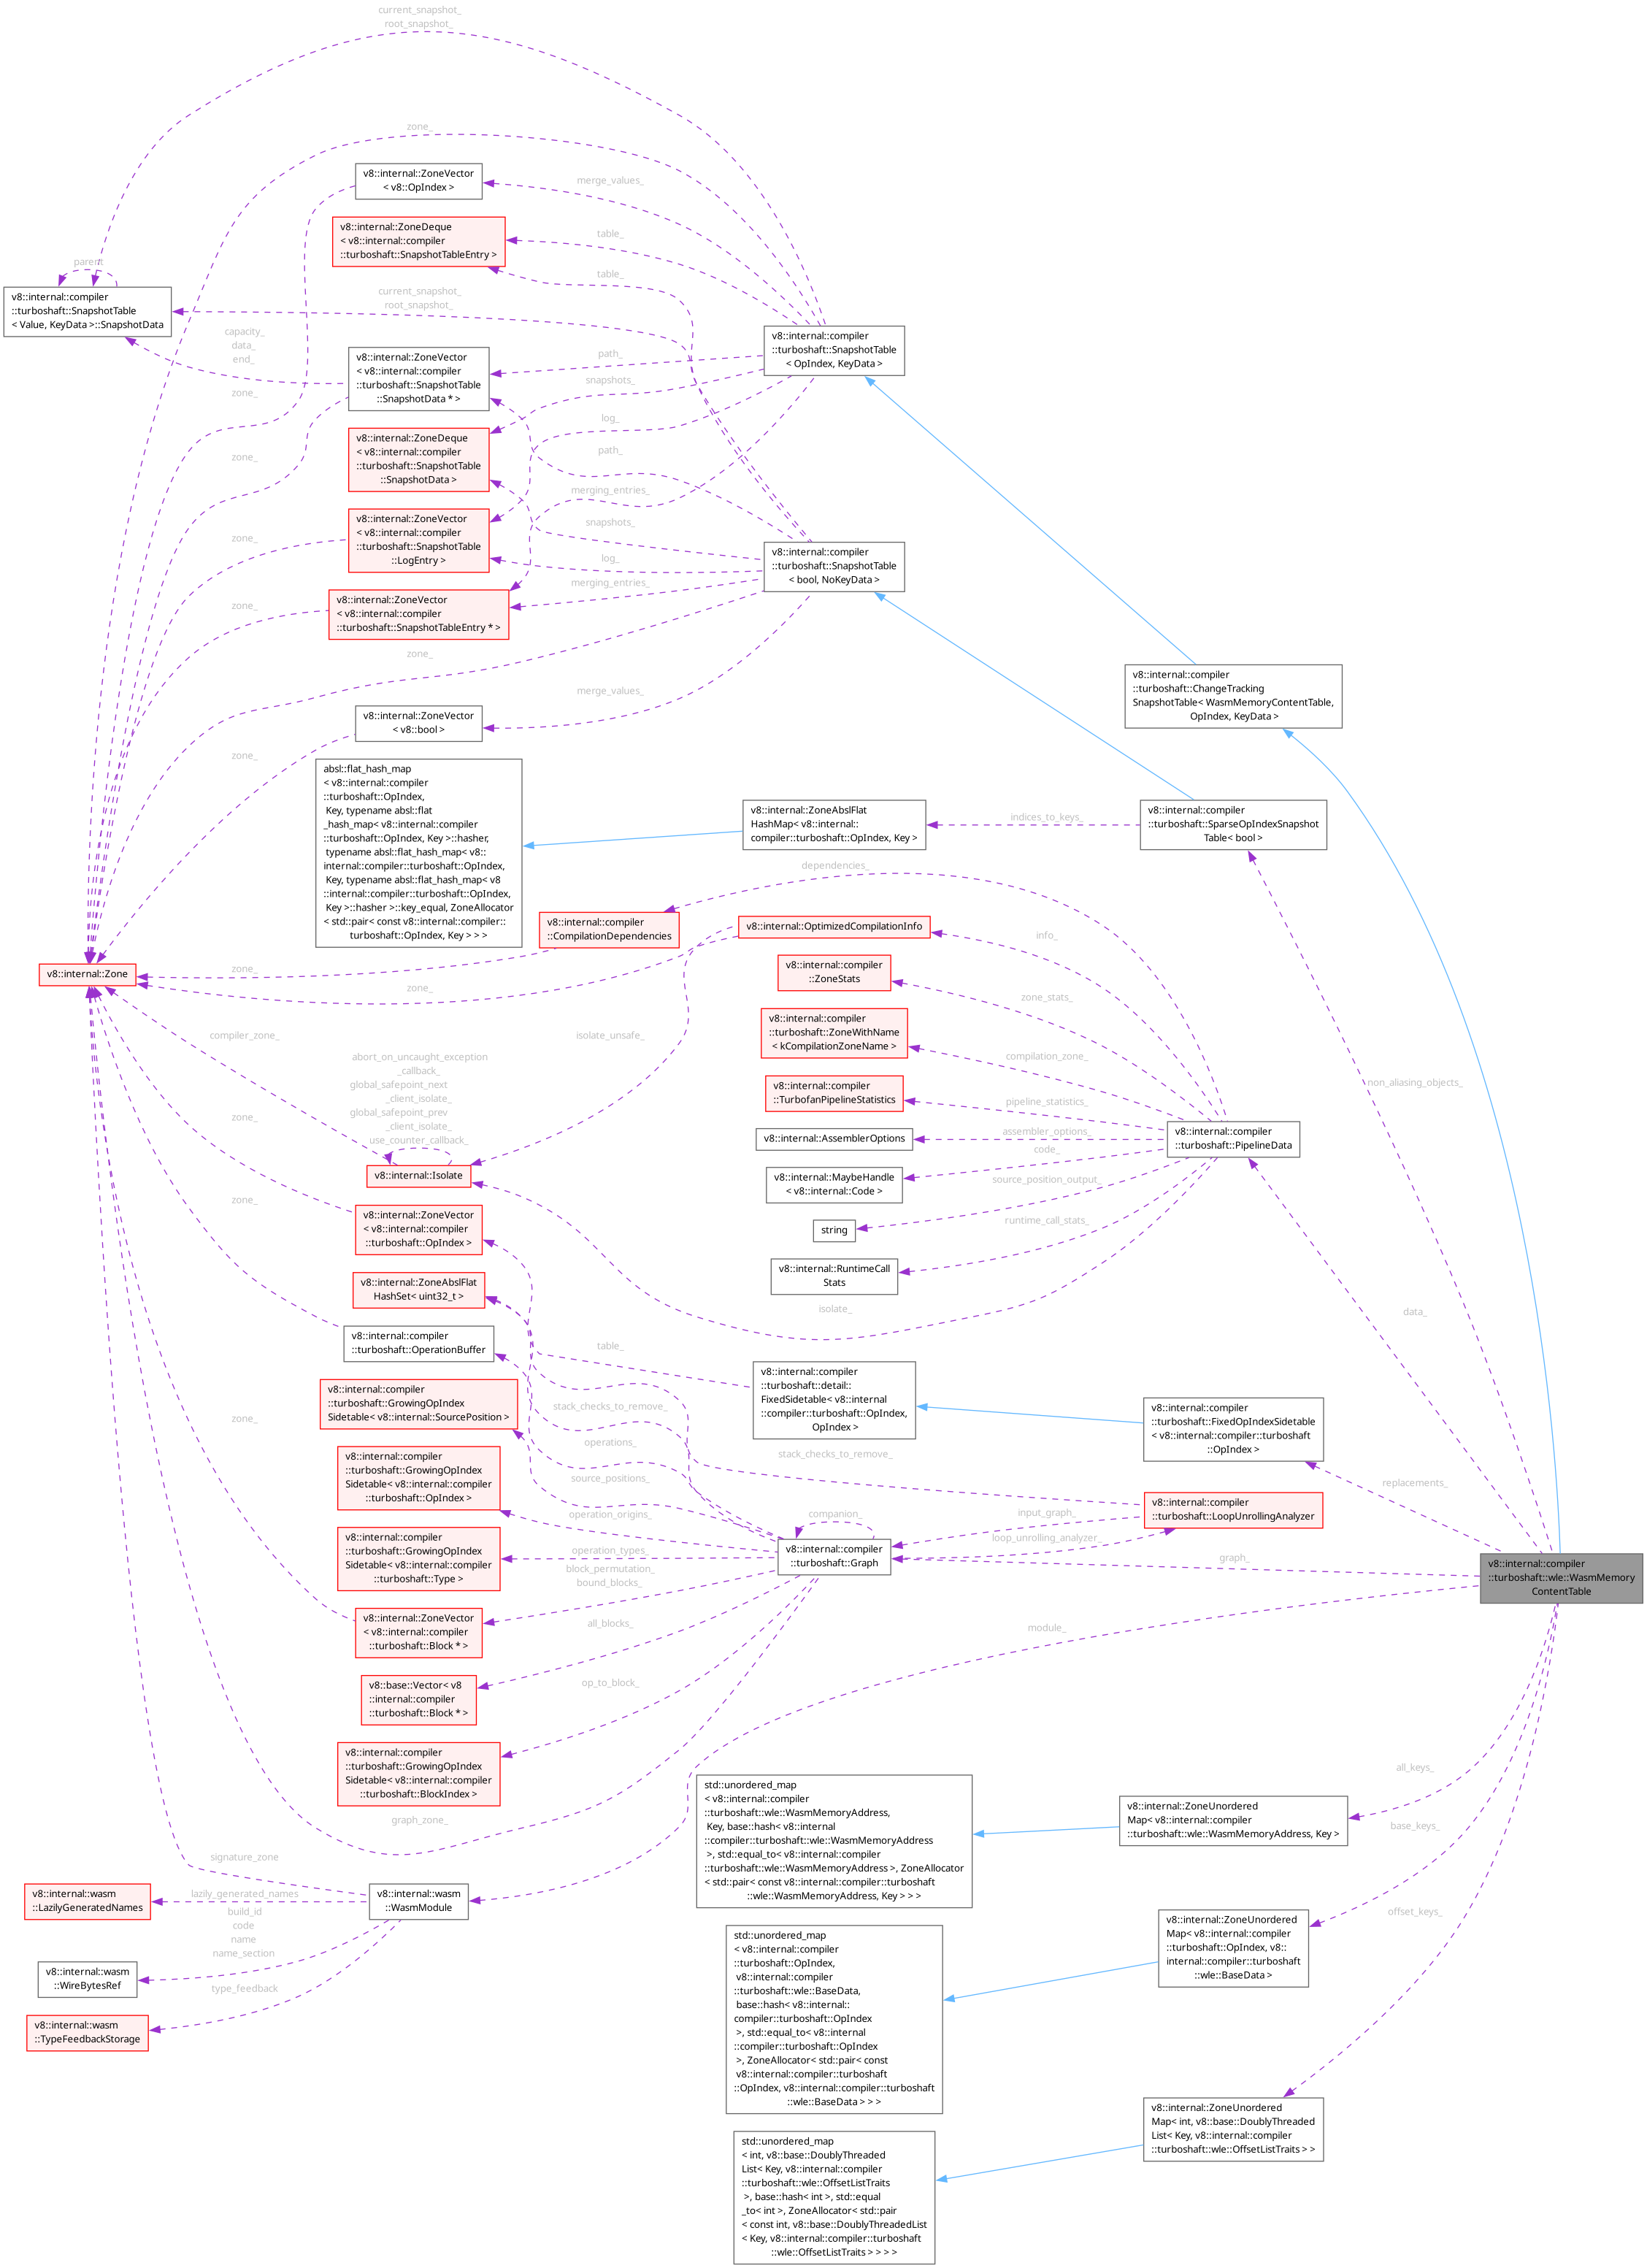 current_snapshot_
root_snapshot_
zone_
v8::internal::ZoneVector
< v8::OpIndex >
merge_values_
v8::internal::ZoneDeque
< v8::internal::compiler
::turboshaft::SnapshotTableEntry >
table_
parent
table_
v8::internal::compiler
::turboshaft::SnapshotTable
< Value, KeyData >::SnapshotData
current_snapshot_
root_snapshot_
capacity_
data_
end_
v8::internal::compiler
::turboshaft::SnapshotTable
< OpIndex, KeyData >
v8::internal::ZoneVector
< v8::internal::compiler
::turboshaft::SnapshotTable
::SnapshotData * >
path_
snapshots_
zone_
log_
v8::internal::ZoneDeque
< v8::internal::compiler
::turboshaft::SnapshotTable
::SnapshotData >
path_
zone_
merging_entries_
v8::internal::ZoneVector
< v8::internal::compiler
::turboshaft::SnapshotTable
::LogEntry >
snapshots_
zone_
log_
v8::internal::compiler
::turboshaft::SnapshotTable
< bool, NoKeyData >
merging_entries_
v8::internal::ZoneVector
< v8::internal::compiler
::turboshaft::SnapshotTableEntry * >
zone_
zone_
merge_values_
v8::internal::compiler
::turboshaft::ChangeTracking
SnapshotTable< WasmMemoryContentTable,
OpIndex, KeyData >
v8::internal::ZoneVector
< v8::bool >
zone_
absl::flat_hash_map
< v8::internal::compiler
::turboshaft::OpIndex,
Key, typename absl::flat
_hash_map< v8::internal::compiler
::turboshaft::OpIndex, Key >::hasher,
typename absl::flat_hash_map< v8::
internal::compiler::turboshaft::OpIndex,
Key, typename absl::flat_hash_map< v8
::internal::compiler::turboshaft::OpIndex,
Key >::hasher >::key_equal, ZoneAllocator
< std::pair< const v8::internal::compiler::
turboshaft::OpIndex, Key > > >
v8::internal::ZoneAbslFlat
HashMap< v8::internal::
compiler::turboshaft::OpIndex, Key >
indices_to_keys_
v8::internal::compiler
::turboshaft::SparseOpIndexSnapshot
Table< bool >
dependencies_
v8::internal::compiler
::CompilationDependencies
v8::internal::OptimizedCompilationInfo
info_
v8::internal::Zone
zone_
zone_
v8::internal::compiler
::ZoneStats
zone_stats_
compiler_zone_
isolate_unsafe_
v8::internal::compiler
::turboshaft::ZoneWithName
< kCompilationZoneName >
compilation_zone_
abort_on_uncaught_exception
_callback_
global_safepoint_next
_client_isolate_
global_safepoint_prev
_client_isolate_
use_counter_callback_
non_aliasing_objects_
v8::internal::compiler
::TurbofanPipelineStatistics
pipeline_statistics_
v8::internal::AssemblerOptions
assembler_options_
v8::internal::compiler
::turboshaft::PipelineData
zone_
code_
v8::internal::Isolate
v8::internal::MaybeHandle
< v8::internal::Code >
source_position_output_
zone_
string
runtime_call_stats_
v8::internal::ZoneVector
< v8::internal::compiler
::turboshaft::OpIndex >
v8::internal::RuntimeCall
Stats
v8::internal::ZoneAbslFlat
HashSet< uint32_t >
isolate_
data_
v8::internal::compiler
::turboshaft::OperationBuffer
table_
v8::internal::compiler
::turboshaft::detail::
FixedSidetable< v8::internal
::compiler::turboshaft::OpIndex,
OpIndex >
v8::internal::compiler
::turboshaft::FixedOpIndexSidetable
< v8::internal::compiler::turboshaft
::OpIndex >
v8::internal::compiler
::turboshaft::GrowingOpIndex
Sidetable< v8::internal::SourcePosition >
stack_checks_to_remove_
zone_
operations_
stack_checks_to_remove_
source_positions_
replacements_
v8::internal::compiler
::turboshaft::GrowingOpIndex
Sidetable< v8::internal::compiler
::turboshaft::OpIndex >
operation_origins_
companion_
input_graph_
v8::internal::compiler
::turboshaft::LoopUnrollingAnalyzer
loop_unrolling_analyzer_
v8::internal::compiler
::turboshaft::GrowingOpIndex
Sidetable< v8::internal::compiler
::turboshaft::Type >
operation_types_
block_permutation_
bound_blocks_
v8::internal::compiler
::turboshaft::Graph
graph_
v8::internal::compiler
::turboshaft::wle::WasmMemory
ContentTable
v8::internal::ZoneVector
< v8::internal::compiler
::turboshaft::Block * >
all_blocks_
module_
v8::base::Vector< v8
::internal::compiler
::turboshaft::Block * >
op_to_block_
v8::internal::compiler
::turboshaft::GrowingOpIndex
Sidetable< v8::internal::compiler
::turboshaft::BlockIndex >
graph_zone_
std::unordered_map
< v8::internal::compiler
::turboshaft::wle::WasmMemoryAddress,
Key, base::hash< v8::internal
::compiler::turboshaft::wle::WasmMemoryAddress
>, std::equal_to< v8::internal::compiler
::turboshaft::wle::WasmMemoryAddress >, ZoneAllocator
< std::pair< const v8::internal::compiler::turboshaft
::wle::WasmMemoryAddress, Key > > >
v8::internal::ZoneUnordered
Map< v8::internal::compiler
::turboshaft::wle::WasmMemoryAddress, Key >
all_keys_
base_keys_
signature_zone
v8::internal::wasm
::LazilyGeneratedNames
lazily_generated_names
v8::internal::wasm
::WasmModule
build_id
code
name
name_section
offset_keys_
v8::internal::wasm
::WireBytesRef
type_feedback
v8::internal::wasm
::TypeFeedbackStorage
std::unordered_map
< v8::internal::compiler
::turboshaft::OpIndex,
v8::internal::compiler
::turboshaft::wle::BaseData,
base::hash< v8::internal::
compiler::turboshaft::OpIndex
>, std::equal_to< v8::internal
::compiler::turboshaft::OpIndex
>, ZoneAllocator< std::pair< const
v8::internal::compiler::turboshaft
::OpIndex, v8::internal::compiler::turboshaft
::wle::BaseData > > >
v8::internal::ZoneUnordered
Map< v8::internal::compiler
::turboshaft::OpIndex, v8::
internal::compiler::turboshaft
::wle::BaseData >
v8::internal::ZoneUnordered
Map< int, v8::base::DoublyThreaded
List< Key, v8::internal::compiler
::turboshaft::wle::OffsetListTraits > >
std::unordered_map
< int, v8::base::DoublyThreaded
List< Key, v8::internal::compiler
::turboshaft::wle::OffsetListTraits
>, base::hash< int >, std::equal
_to< int >, ZoneAllocator< std::pair
< const int, v8::base::DoublyThreadedList
< Key, v8::internal::compiler::turboshaft
::wle::OffsetListTraits > > > >